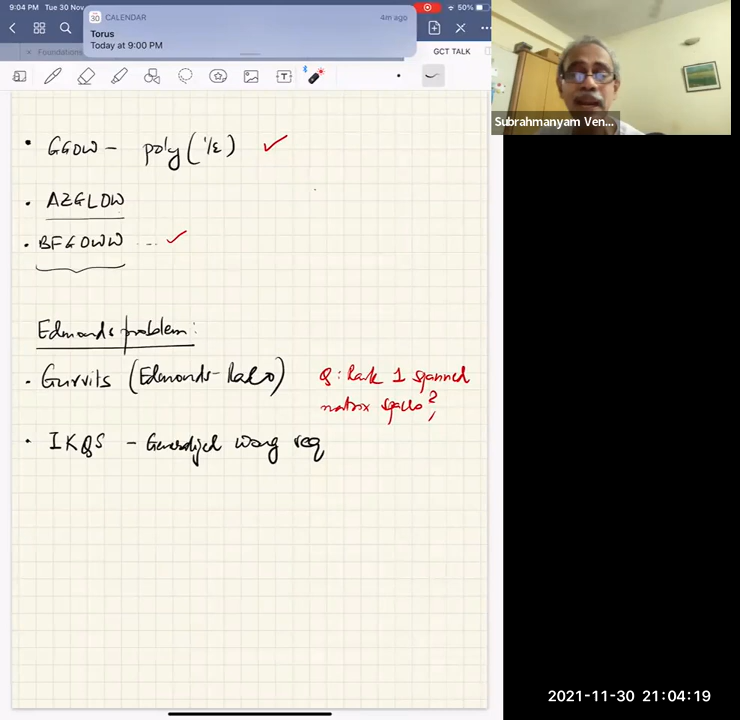 9:04 PM Tue 30 Nov
50%
CALENDAR
4m ago
30
Torus
Today at 9:00 PM
Foundations
GCT TALK
Subrahmanyam Ven...
• GGOW – poly(1/ε) ✓
• AZGLOW
• BFGOWW ... ✓
Edmonds problem:
• Gurvits (Edmonds-Rado)
Q: Rank 1 spanned
matrix spaces?
• IKQS – Generalized Wong seq
2021-11-30 21:04:19